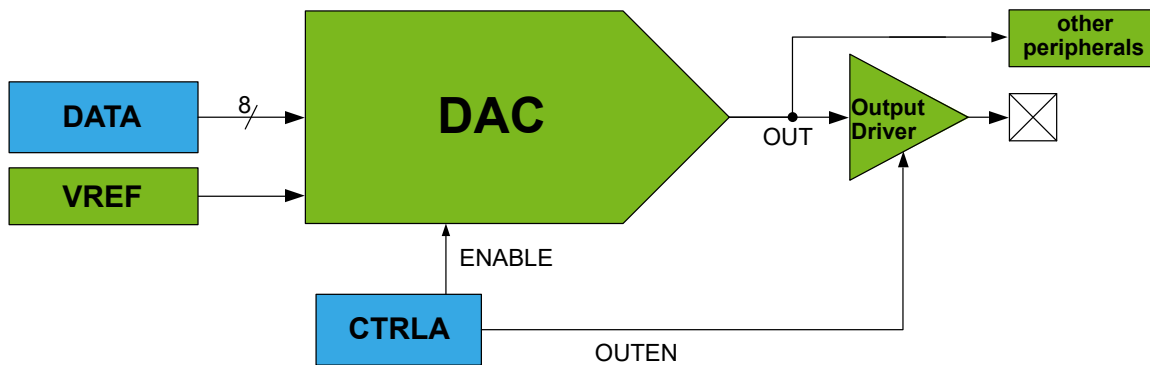 other
peripherals
DATA
8
DAC
Output
Driver
OUT
VREF
ENABLE
CTRLA
OUTEN